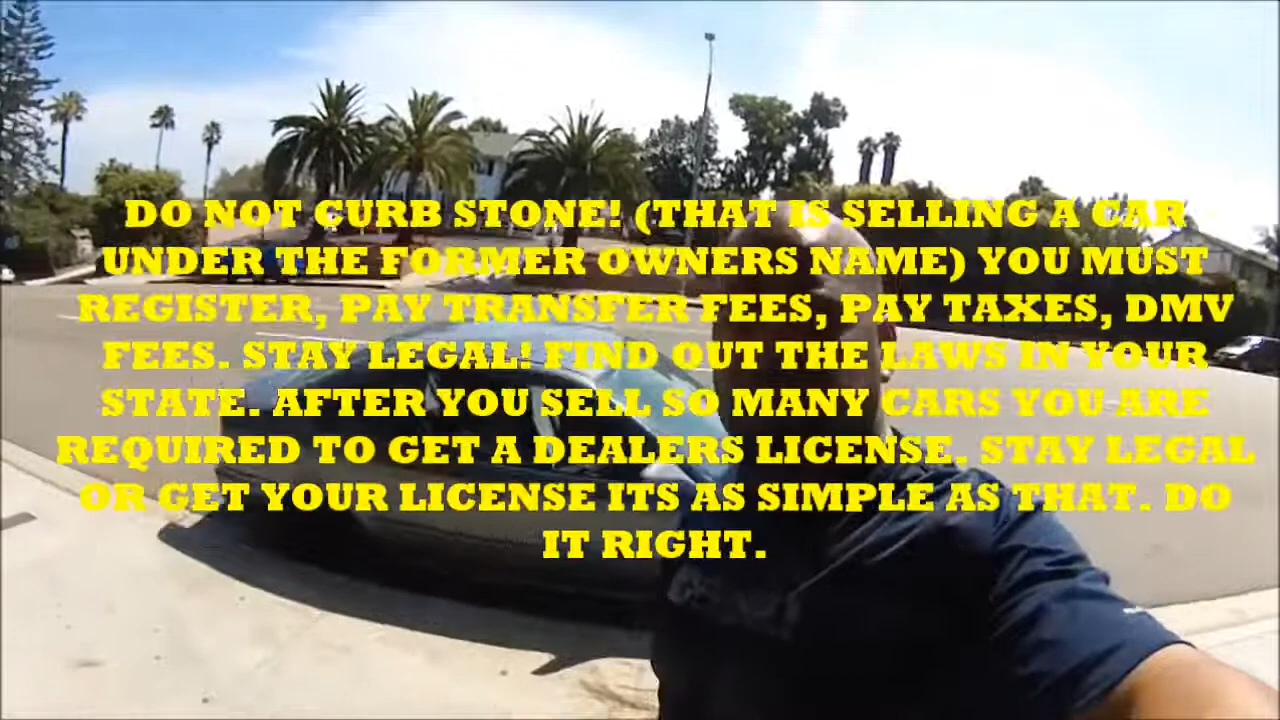 DO NOT CURB STONE! (THAT IS SELLING A CAR
UNDER THE FORMER OWNERS NAME) YOU MUST
REGISTER, PAY TRANSFER FEES, PAY TAXES, DMV
FEES. STAY LEGAL! FIND OUT THE LAWS IN YOUR
STATE. AFTER YOU SELL SO MANY CARS YOU ARE
REQUIRED TO GET A DEALERS LICENSE. STAY LEGAL
OR GET YOUR LICENSE ITS AS SIMPLE AS THAT. DO
IT RIGHT.